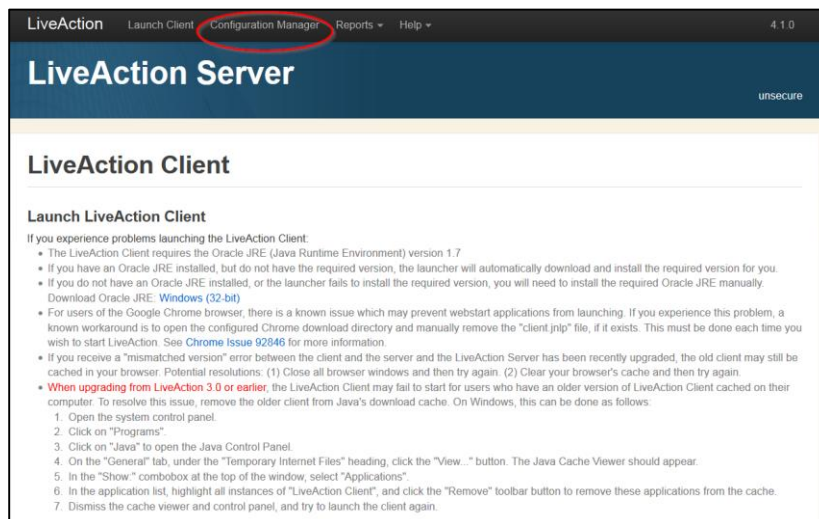 LiveAction Launch Client Configuration Manager Reports Help 4.1.0
LiveAction Server
unsecure
LiveAction Client
Launch LiveAction Client
If you experience problems launching the LiveAction Client:
• The LiveAction Client requires the Oracle JRE (Java Runtime Environment) version 1.7
• If you have an Oracle JRE installed, but do not have the required version, the launcher will automatically download and install the required version for you.
• If you do not have an Oracle JRE installed, or the launcher fails to install the required version, you will need to install the required Oracle JRE manually.
Download Oracle JRE: Windows (32-bit)
• For users of the Google Chrome browser, there is a known issue which may prevent webstart applications from launching. If you experience this problem, a
known workaround is to open the configured Chrome download directory and manually remove the "client.jnlp" file, if it exists. This must be done each time you
wish to start LiveAction. See Chrome Issue 92846 for more information.
• If you receive a "mismatched version" error between the client and the server and the LiveAction Server has been recently upgraded, the old client may still be
cached in your browser. Potential resolutions: (1) Close all browser windows and then try again. (2) Clear your browser's cache and then try again.
• When upgrading from LiveAction 3.0 or earlier, the LiveAction Client may fail to start for users who have an older version of LiveAction Client cached on their
computer. To resolve this issue, remove the older client from Java's download cache. On Windows, this can be done as follows:
1. Open the system control panel.
2. Click on "Programs".
3. Click on "Java" to open the Java Control Panel.
4. On the "General" tab, under the "Temporary Internet Files" heading, click the "View..." button. The Java Cache Viewer should appear.
5. In the "Show:" combobox at the top of the window, select "Applications".
6. In the application list, highlight all instances of "LiveAction Client", and click the "Remove" toolbar button to remove these applications from the cache.
7. Dismiss the cache viewer and control panel, and try to launch the client again.